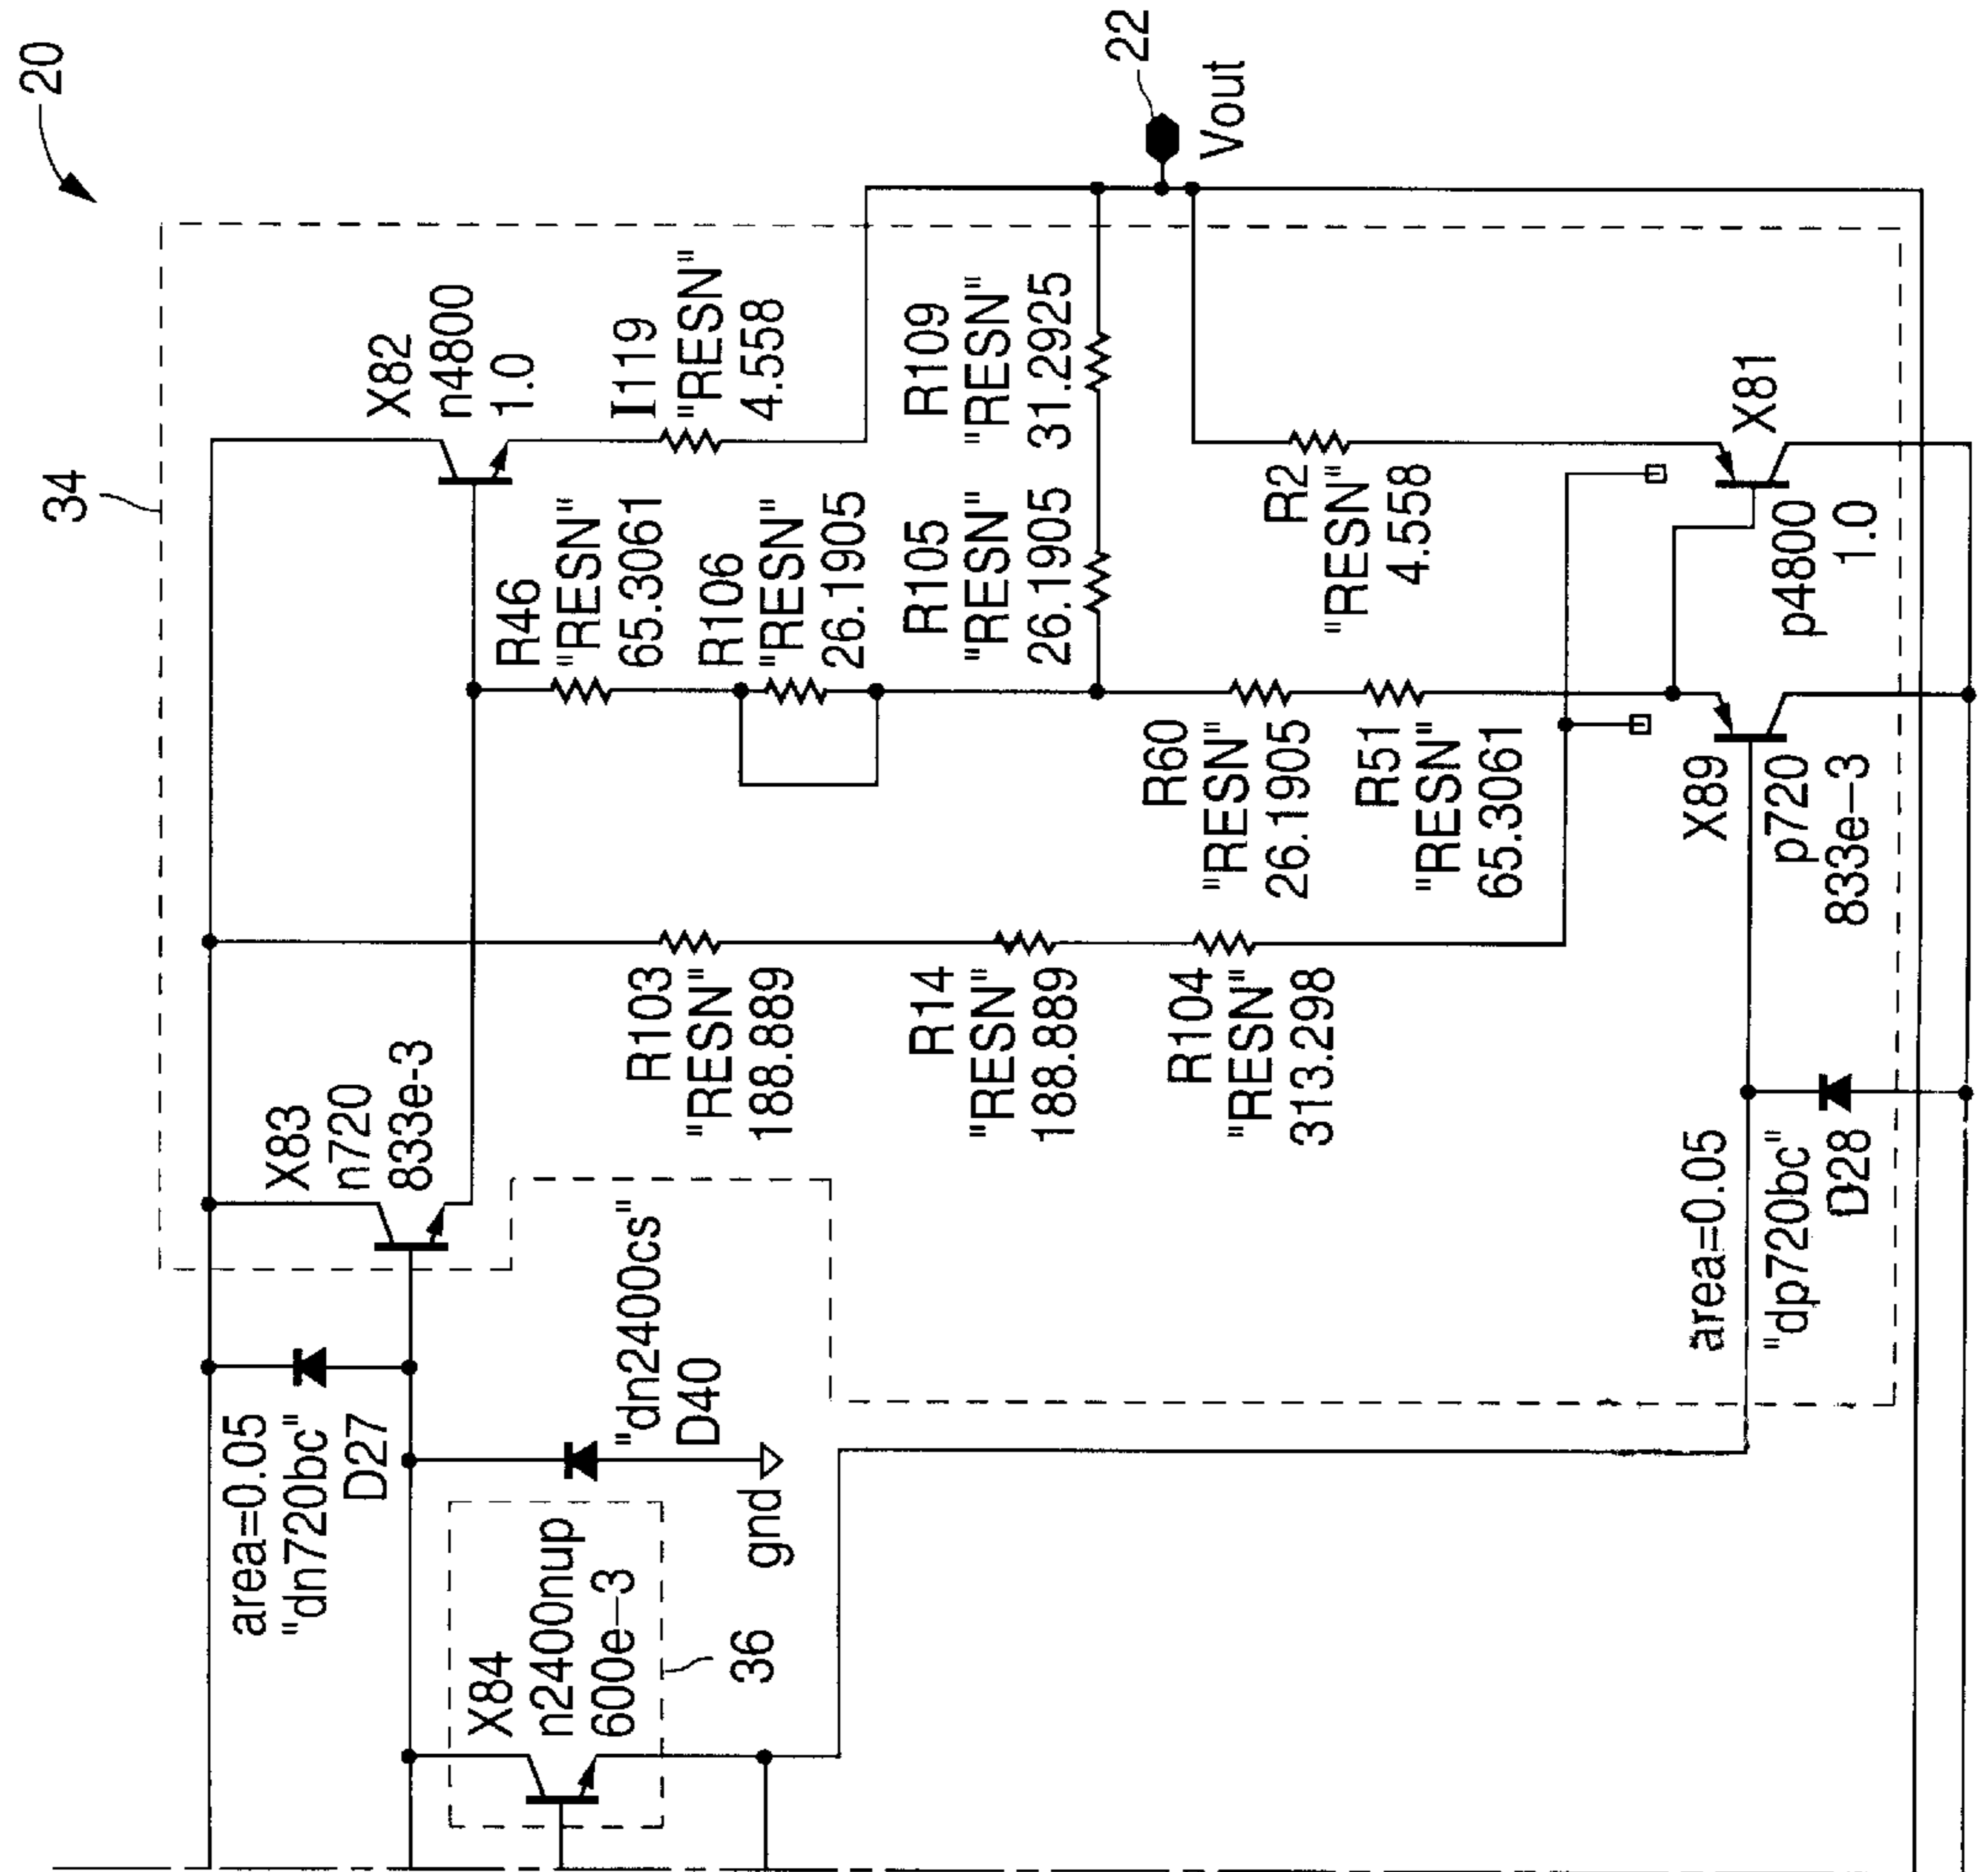 20
34
22
Vout
X82
n4800
1.0
I119
"RESN"
4.558
R46
"RESN"
65.3061
R106
"RESN"
26.1905
R105
"RESN"
26.1905
R109
"RESN"
31.2925
R2
"RESN"
4.558
X81
p4800
1.0
R60
"RESN"
26.1905
R51
"RESN"
65.3061
X89
p720
833e-3
X83
n720
833e-3
R103
"RESN"
188.889
R14
"RESN"
188.889
R104
"RESN"
313.298
area=0.05
"dn720bc"
D27
"dn2400cs"
D40
gnd
area=0.05
"dp720bc"
D28
X84
n2400nup
600e-3
36